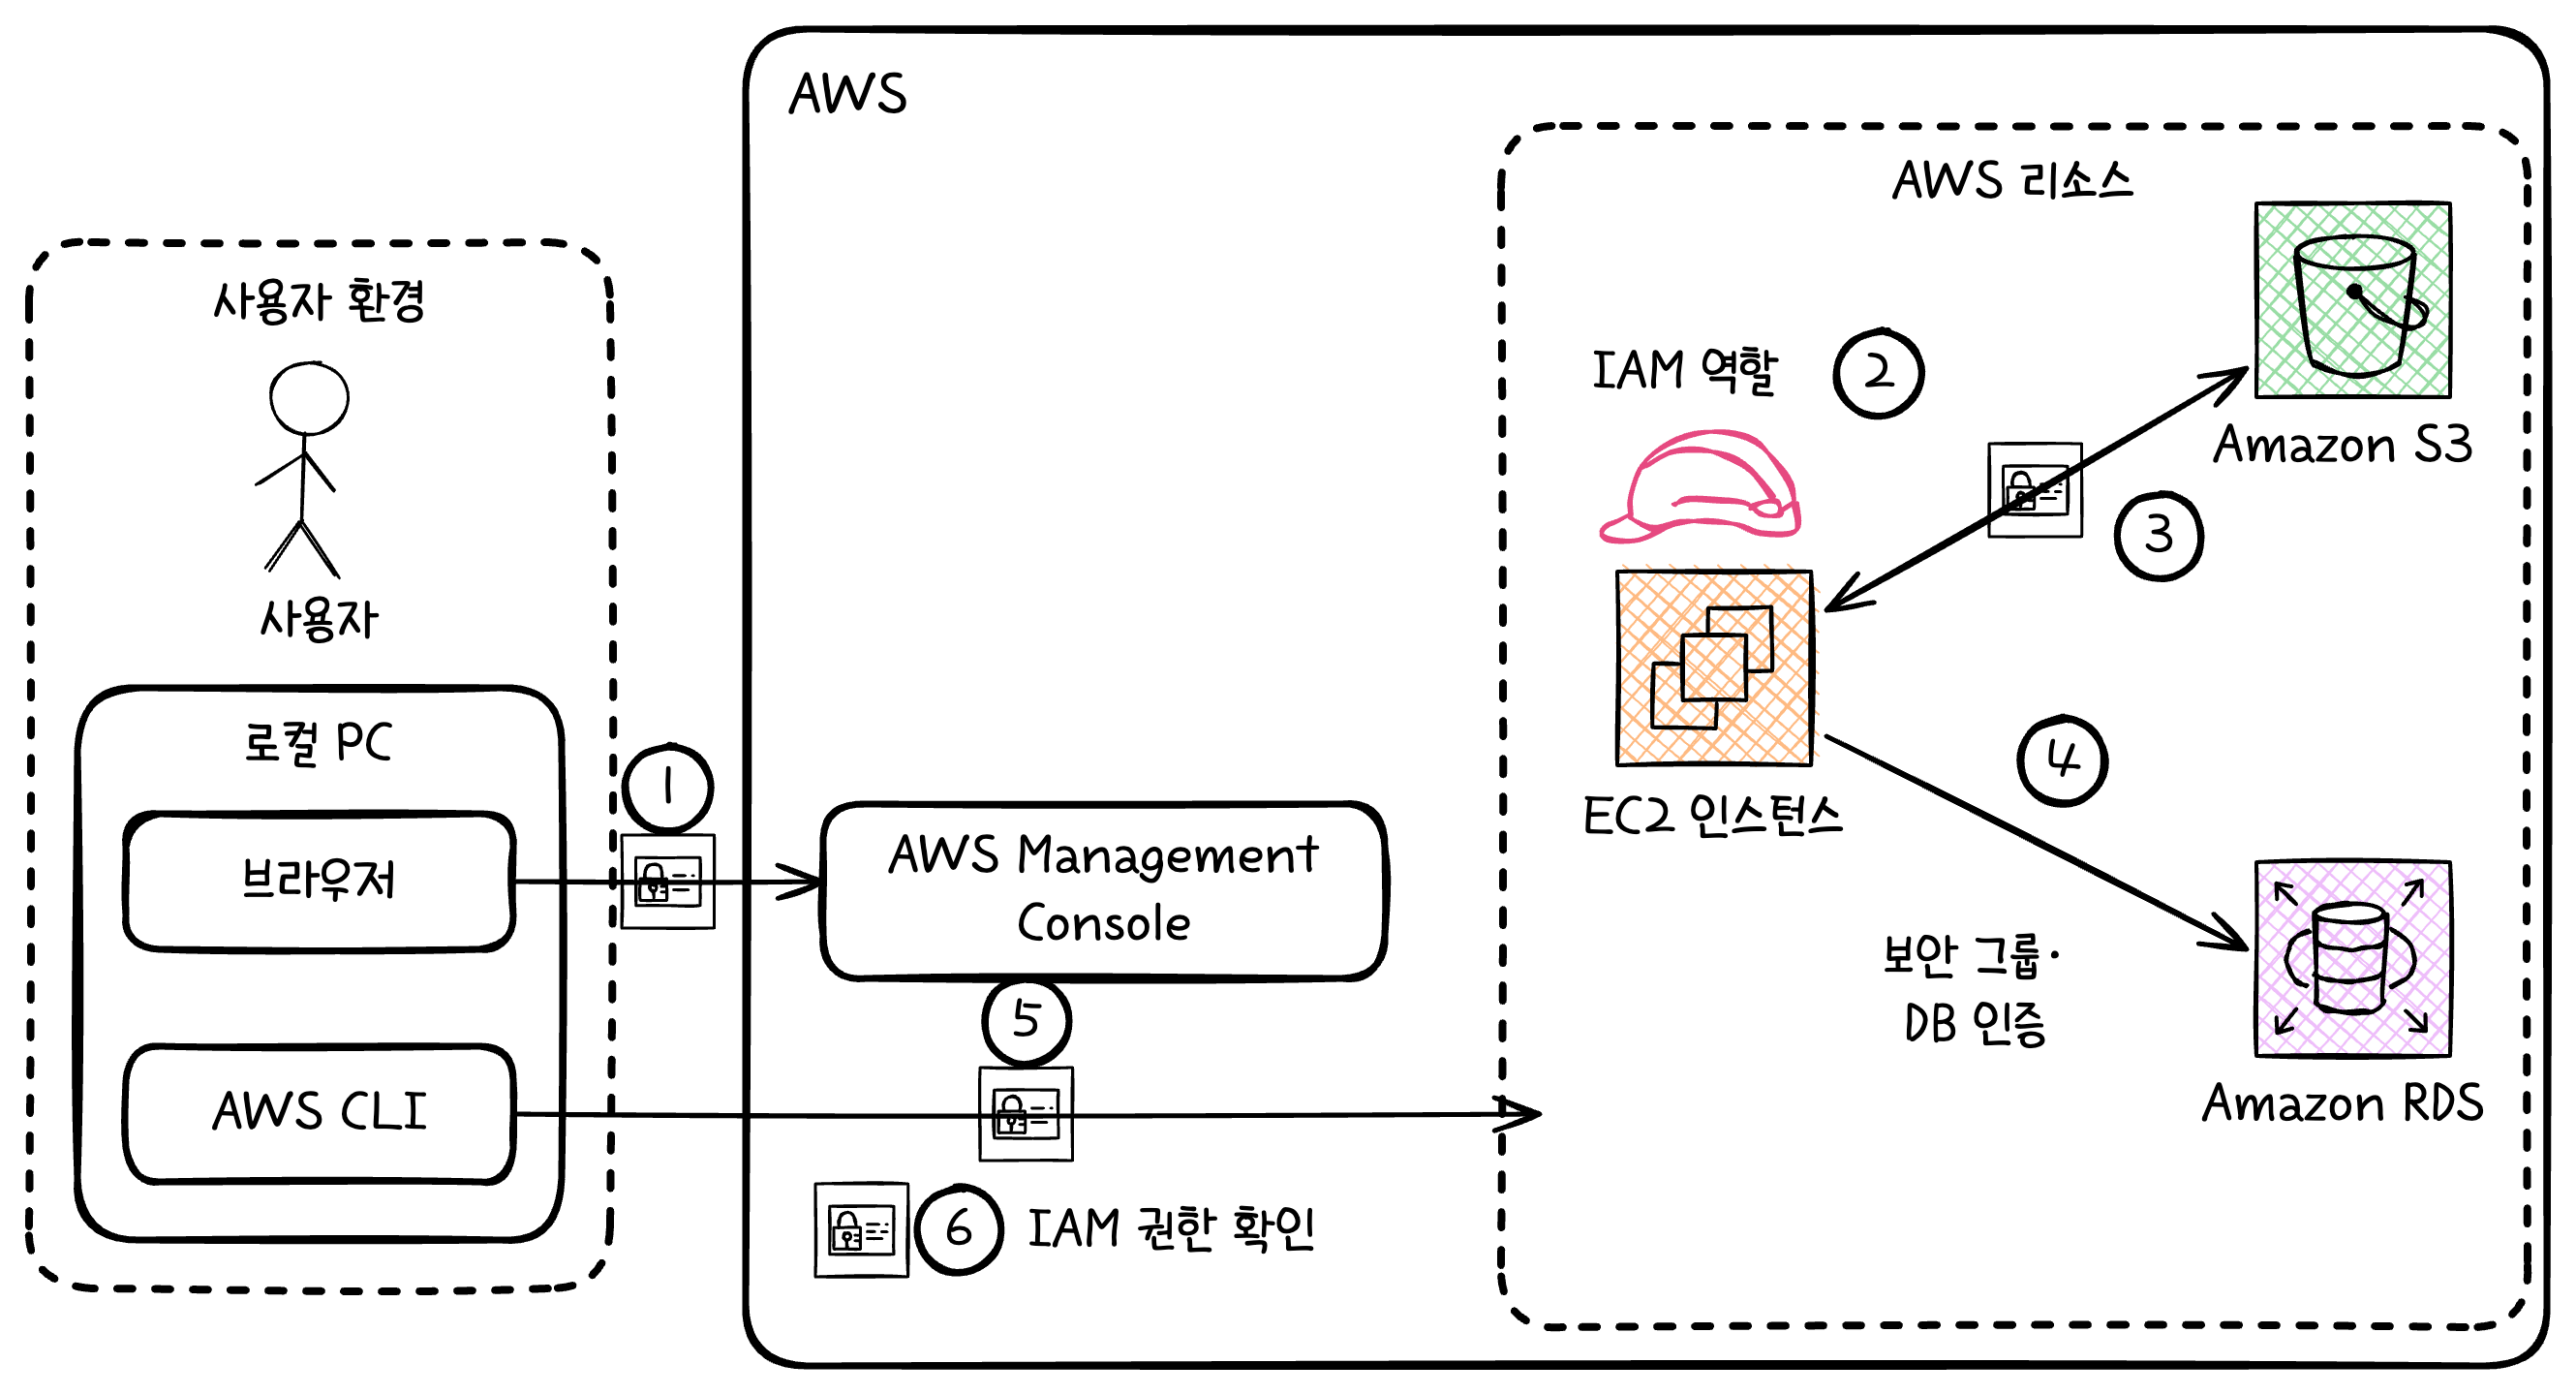 AWS
AWS 리소스
사용자 환경
사용자
로컬 PC
브라우저
AWS CLI
1
AWS Management
Console
5
6 IAM 권한 확인
IAM 역할
2
Amazon S3
3
EC2 인스턴스
4
보안 그룹·
DB 인증
Amazon RDS